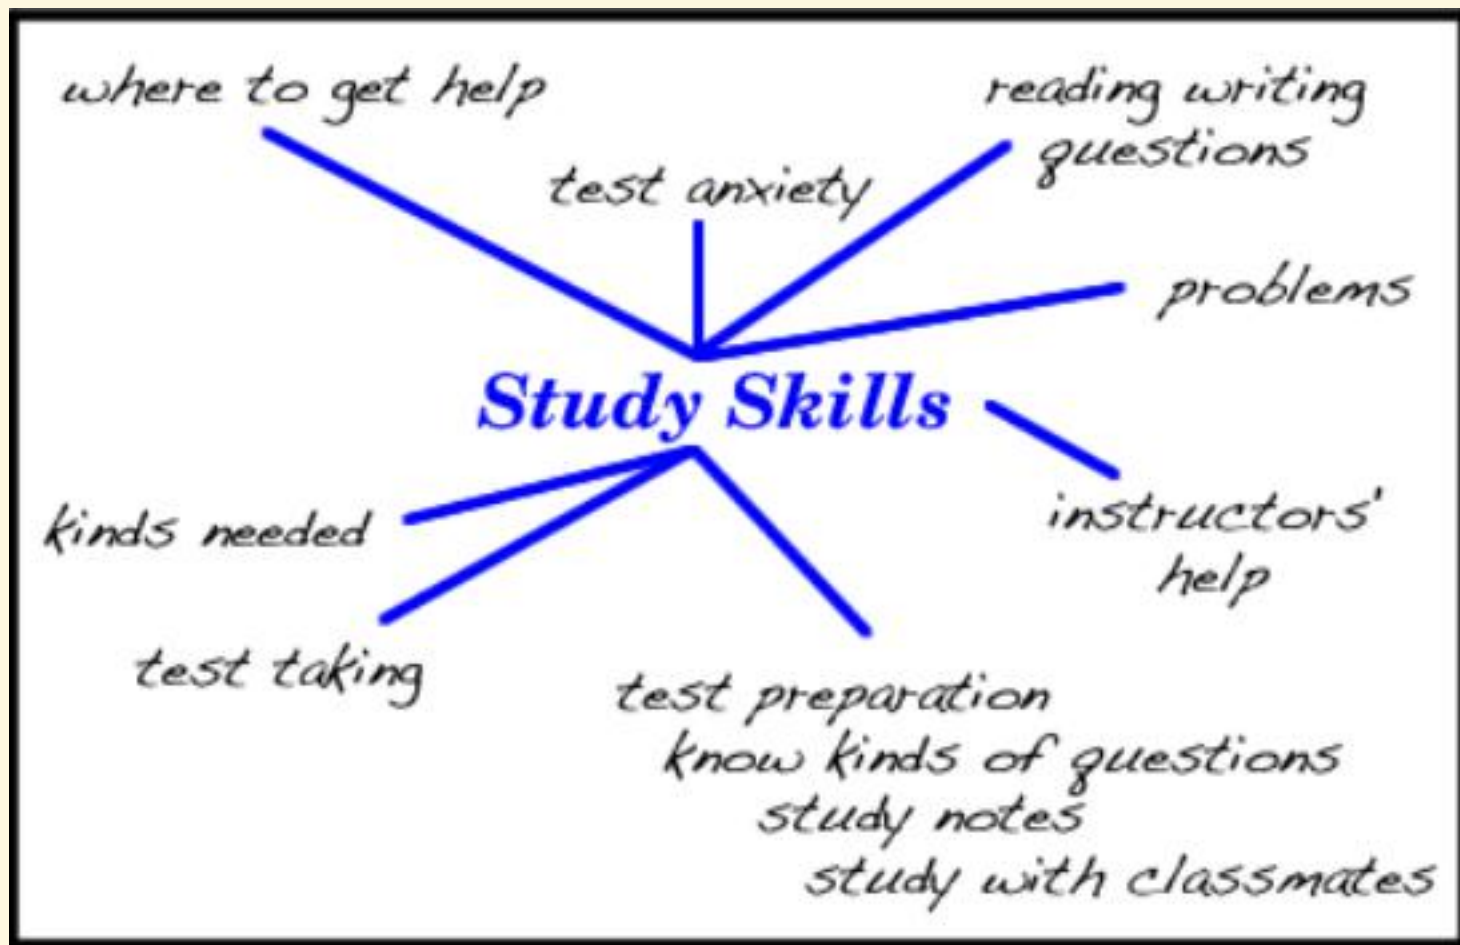 where to get help
reading writing
questions
test anxiety
problems
Study Skills
instructors'
help
kinds needed
test taking
test preparation
know kinds of questions
study notes
study with classmates